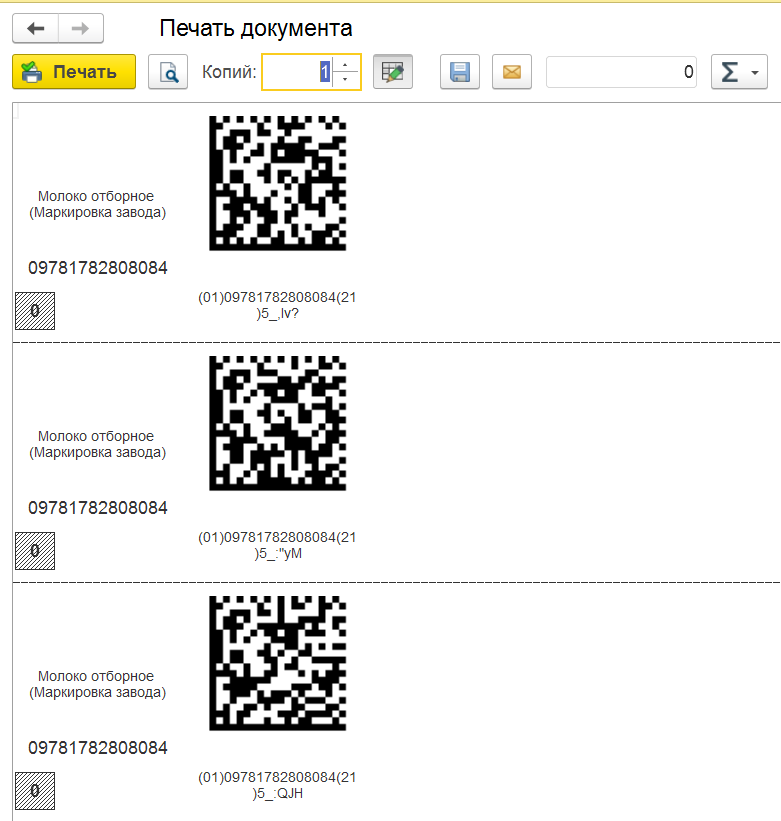 Печать документа
Печать
Копий:
1
0
Σ
Молоко отборное
(Маркировка завода)
09781782808084
0
(01)09781782808084(21
)5_,lv?
Молоко отборное
(Маркировка завода)
09781782808084
0
(01)09781782808084(21
)5_:"yM
Молоко отборное
(Маркировка завода)
09781782808084
0
(01)09781782808084(21
)5_:QJH